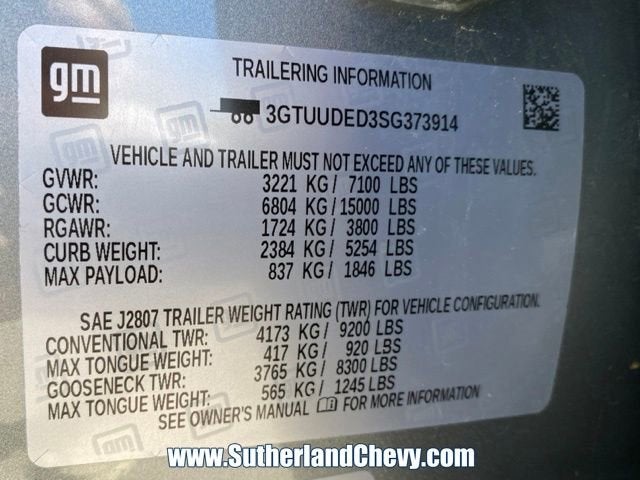 gm
TRAILERING INFORMATION
3GTUUDED3SG373914
VEHICLE AND TRAILER MUST NOT EXCEED ANY OF THESE VALUES.
GVWR: 3221 KG / 7100 LBS
GCWR: 6804 KG / 15000 LBS
RGAWR: 1724 KG / 3800 LBS
CURB WEIGHT: 2384 KG / 5254 LBS
MAX PAYLOAD: 837 KG / 1846 LBS
SAE J2807 TRAILER WEIGHT RATING (TWR) FOR VEHICLE CONFIGURATION.
CONVENTIONAL TWR: 4173 KG / 9200 LBS
MAX TONGUE WEIGHT: 417 KG / 920 LBS
GOOSENECK TWR: 3765 KG / 8300 LBS
MAX TONGUE WEIGHT: 565 KG / 1245 LBS
SEE OWNER'S MANUAL FOR MORE INFORMATION
www.SutherlandChevy.com